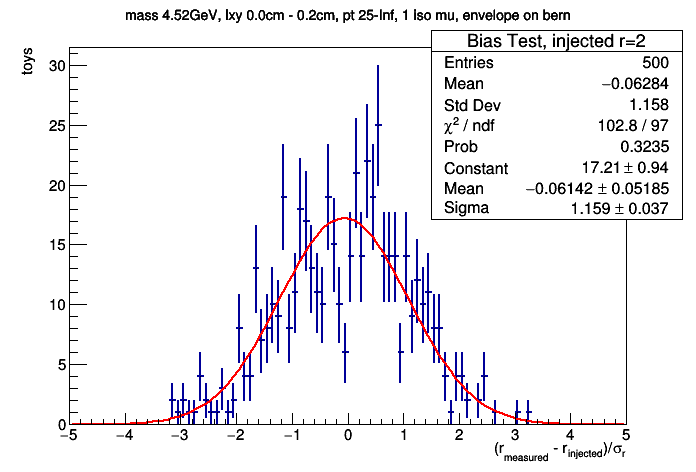 mass 4.52GeV, lxy 0.0cm - 0.2cm, pt 25-Inf, 1 Iso mu, envelope on bern
toys
Bias Test, injected r=2
Entries 500
Mean −0.06284
Std Dev 1.158
χ² / ndf 102.8 / 97
Prob 0.3235
Constant 17.21 ± 0.94
Mean −0.06142 ± 0.05185
Sigma 1.159 ± 0.037
30
25
20
15
10
5
0
−5 −4 −3 −2 −1 0 1 2 3 4 5
(r_measured - r_injected)/σ_r